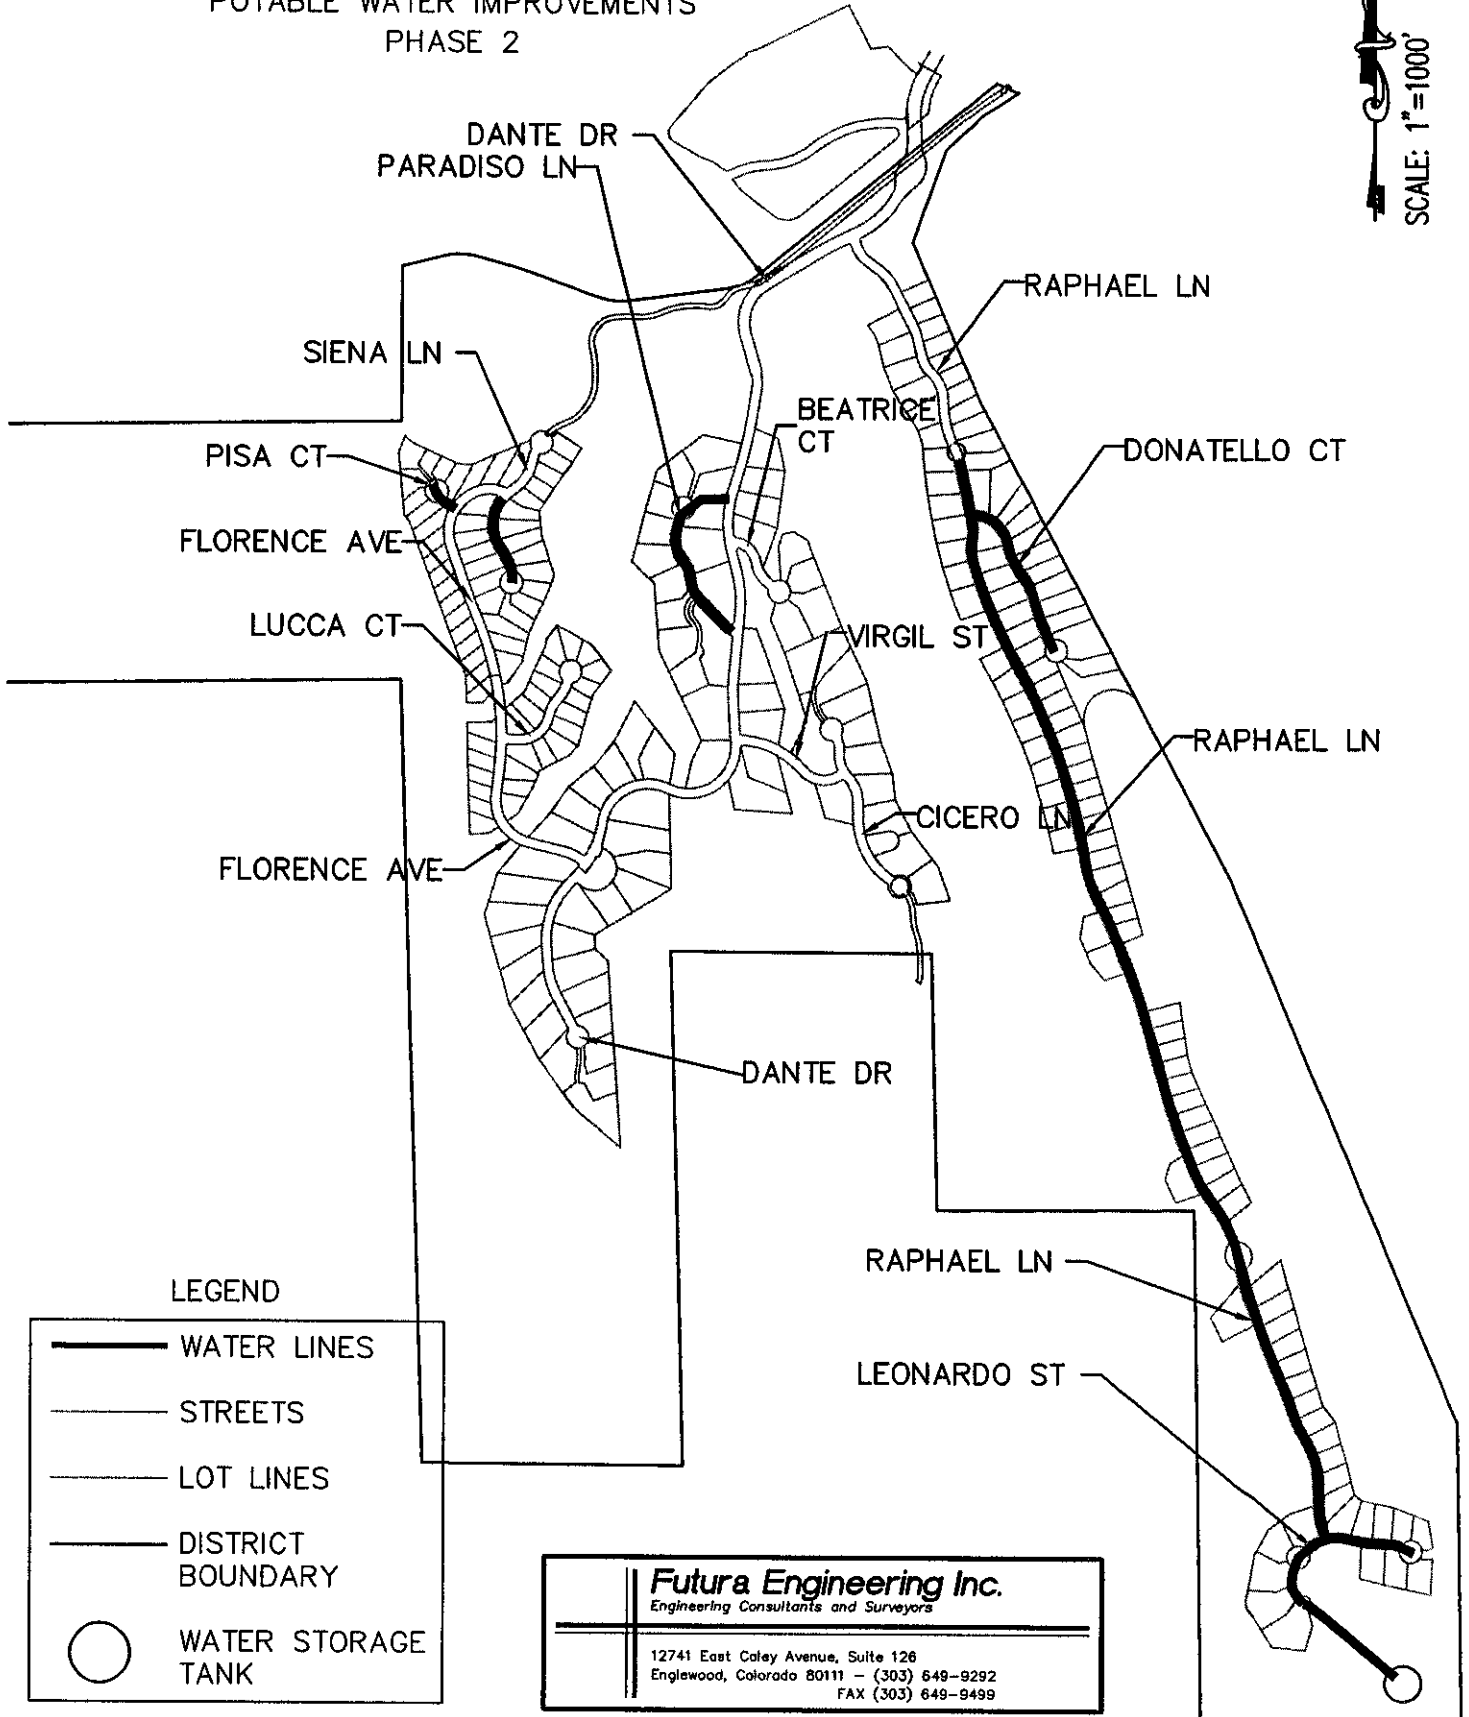 POTABLE WATER IMPROVEMENTS
PHASE 2
SCALE: 1"=1000'
DANTE DR
PARADISO LN
RAPHAEL LN
SIENA LN
BEATRICE
CT
PISA CT
DONATELLO CT
FLORENCE AVE
LUCCA CT
VIRGIL ST
RAPHAEL LN
CICERO LN
FLORENCE AVE
DANTE DR
RAPHAEL LN
LEONARDO ST
LEGEND
WATER LINES
STREETS
LOT LINES
DISTRICT
BOUNDARY
WATER STORAGE
TANK
Futura Engineering Inc.
Engineering Consultants and Surveyors
12741 East Caley Avenue, Suite 126
Englewood, Colorado 80111 - (303) 649-9292
FAX (303) 649-9499